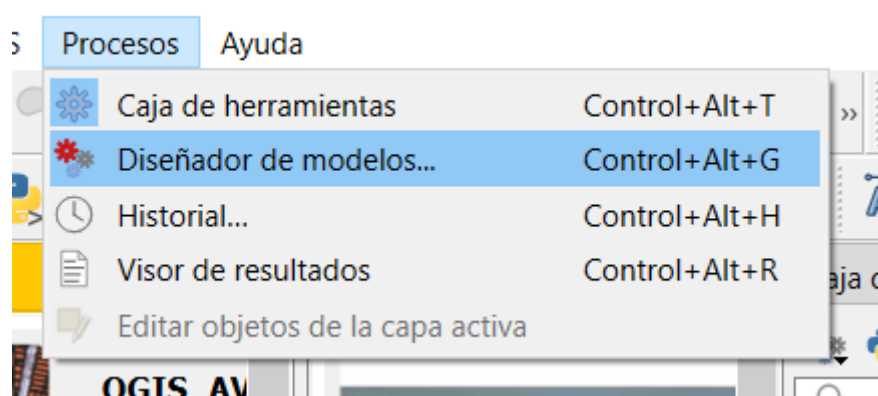 Procesos Ayuda
Caja de herramientas Control+Alt+T
Diseñador de modelos... Control+Alt+G
Historial... Control+Alt+H
Visor de resultados Control+Alt+R
Editar objetos de la capa activa
QGIS